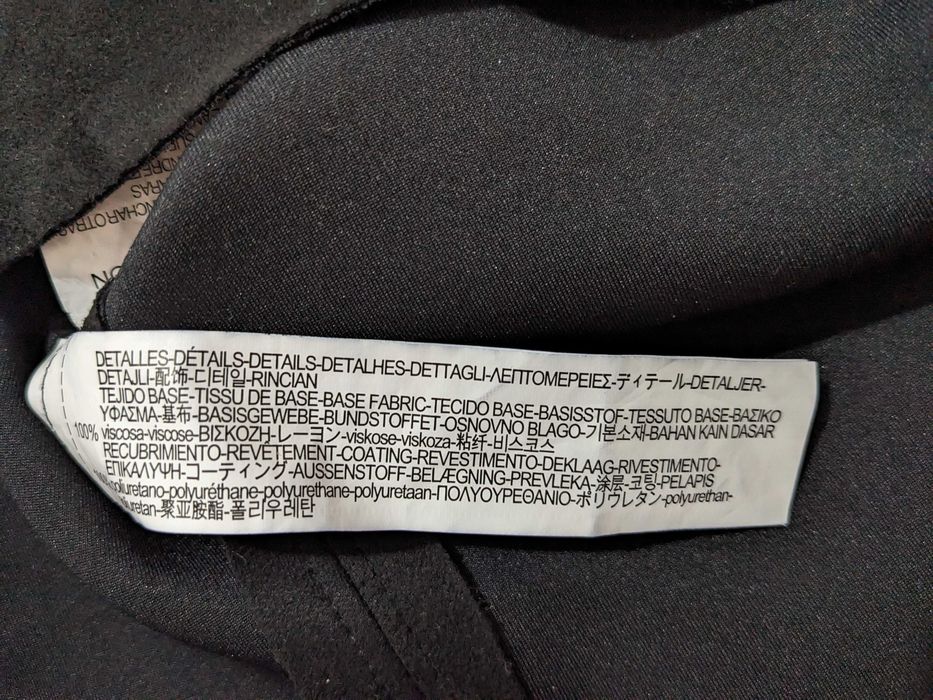 DETALLES-DÉTAILS-DETAILS-DETALHES-DETTAGLI-ΛΕΠΤΟΜΕΡΕΙΕΣ-ディテール-DETALJER-
DETAJLI-配饰-디테일-RINCIAN
TEJIDO BASE-TISSU DE BASE-BASE FABRIC-TECIDO BASE-BASISSTOF-TESSUTO BASE-ΒΑΣΙΚΟ
ΥΦΑΣΜΑ-基布-BASISGEWEBE-BUNDSTOFFET-OSNOVNO BLAGO-기본소재-BAHAN KAIN DASAR
100% viscosa-viscose-ΒΙΣΚΟΖΗ-レーヨン-viskose-viskoza-粘纤-비스코스
RECUBRIMIENTO-REVETEMENT-COATING-REVESTIMENTO-DEKLAAG-RIVESTIMENTO-
ΕΠΙΚΑΛΥΨΗ-コーティング-AUSSENSTOFF-BELÆGNING-PREVLEKA-涂层-코팅-PELAPIS
poliuretano-polyuréthane-polyurethane-polyuretaan-ΠΟΛΥΟΥΡΕΘΑΝΙΟ-ポリウレタン-polyurethan-
聚亚胺酯-폴리우레탄